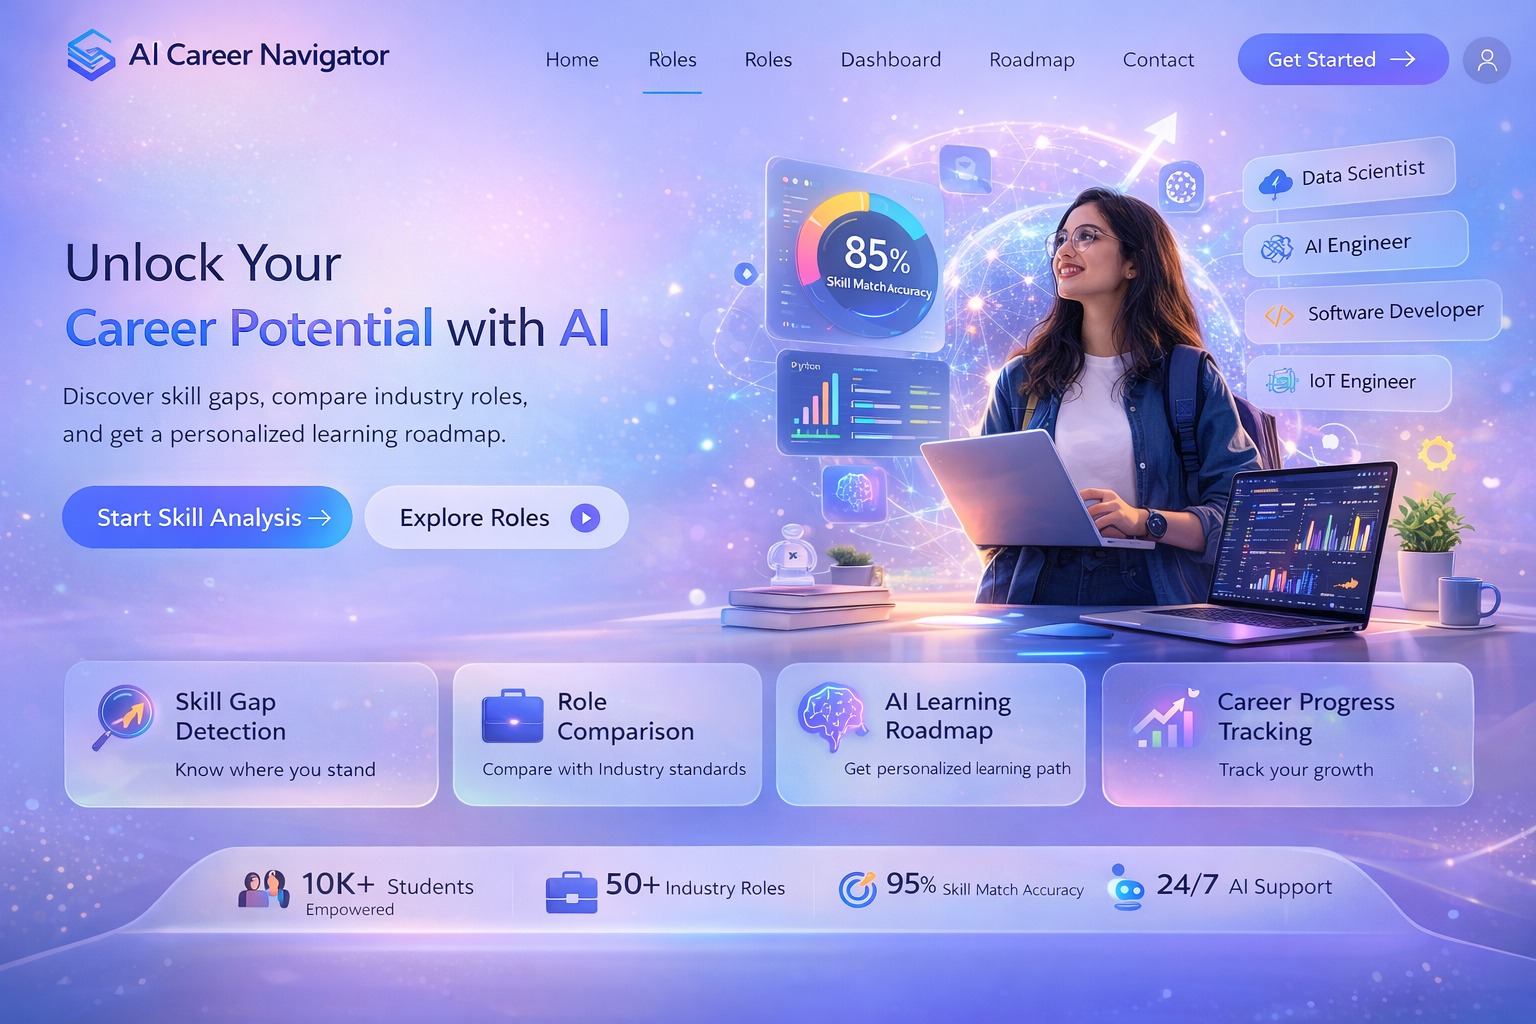 AI Career Navigator
Home
Roles
Roles
Dashboard
Roadmap
Contact
Get Started
Unlock Your
Career Potential with AI
Discover skill gaps, compare industry roles,
and get a personalized learning roadmap.
Start Skill Analysis
Explore Roles
85%
Skill Match Accuracy
Data Scientist
AI Engineer
Software Developer
IoT Engineer
Skill Gap
Detection
Know where you stand
Role
Comparison
Compare with Industry standards
AI Learning
Roadmap
Get personalized learning path
Career Progress
Tracking
Track your growth
10K+ Students
Empowered
50+ Industry Roles
95% Skill Match Accuracy
24/7 AI Support